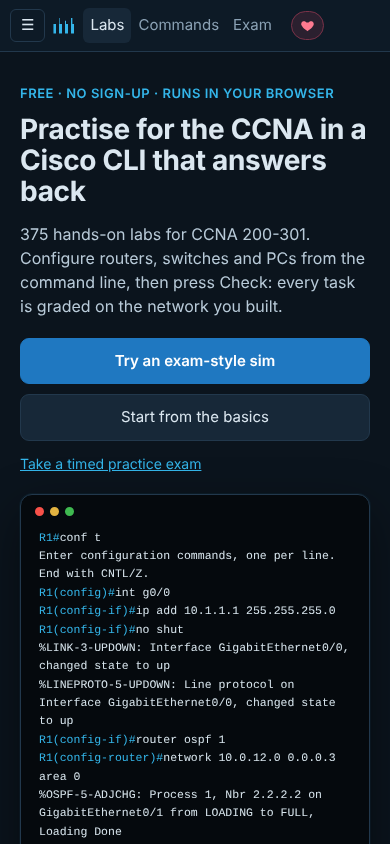 ☰ Labs Commands Exam
FREE · NO SIGN-UP · RUNS IN YOUR BROWSER
Practise for the CCNA in a
Cisco CLI that answers
back
375 hands-on labs for CCNA 200-301.
Configure routers, switches and PCs from the
command line, then press Check: every task
is graded on the network you built.
Try an exam-style sim
Start from the basics
Take a timed practice exam
R1#conf t
Enter configuration commands, one per line.
End with CNTL/Z.
R1(config)#int g0/0
R1(config-if)#ip add 10.1.1.1 255.255.255.0
R1(config-if)#no shut
%LINK-3-UPDOWN: Interface GigabitEthernet0/0,
changed state to up
%LINEPROTO-5-UPDOWN: Line protocol on
Interface GigabitEthernet0/0, changed state
to up
R1(config-if)#router ospf 1
R1(config-router)#network 10.0.12.0 0.0.0.3
area 0
%OSPF-5-ADJCHG: Process 1, Nbr 2.2.2.2 on
GigabitEthernet0/1 from LOADING to FULL,
Loading Done